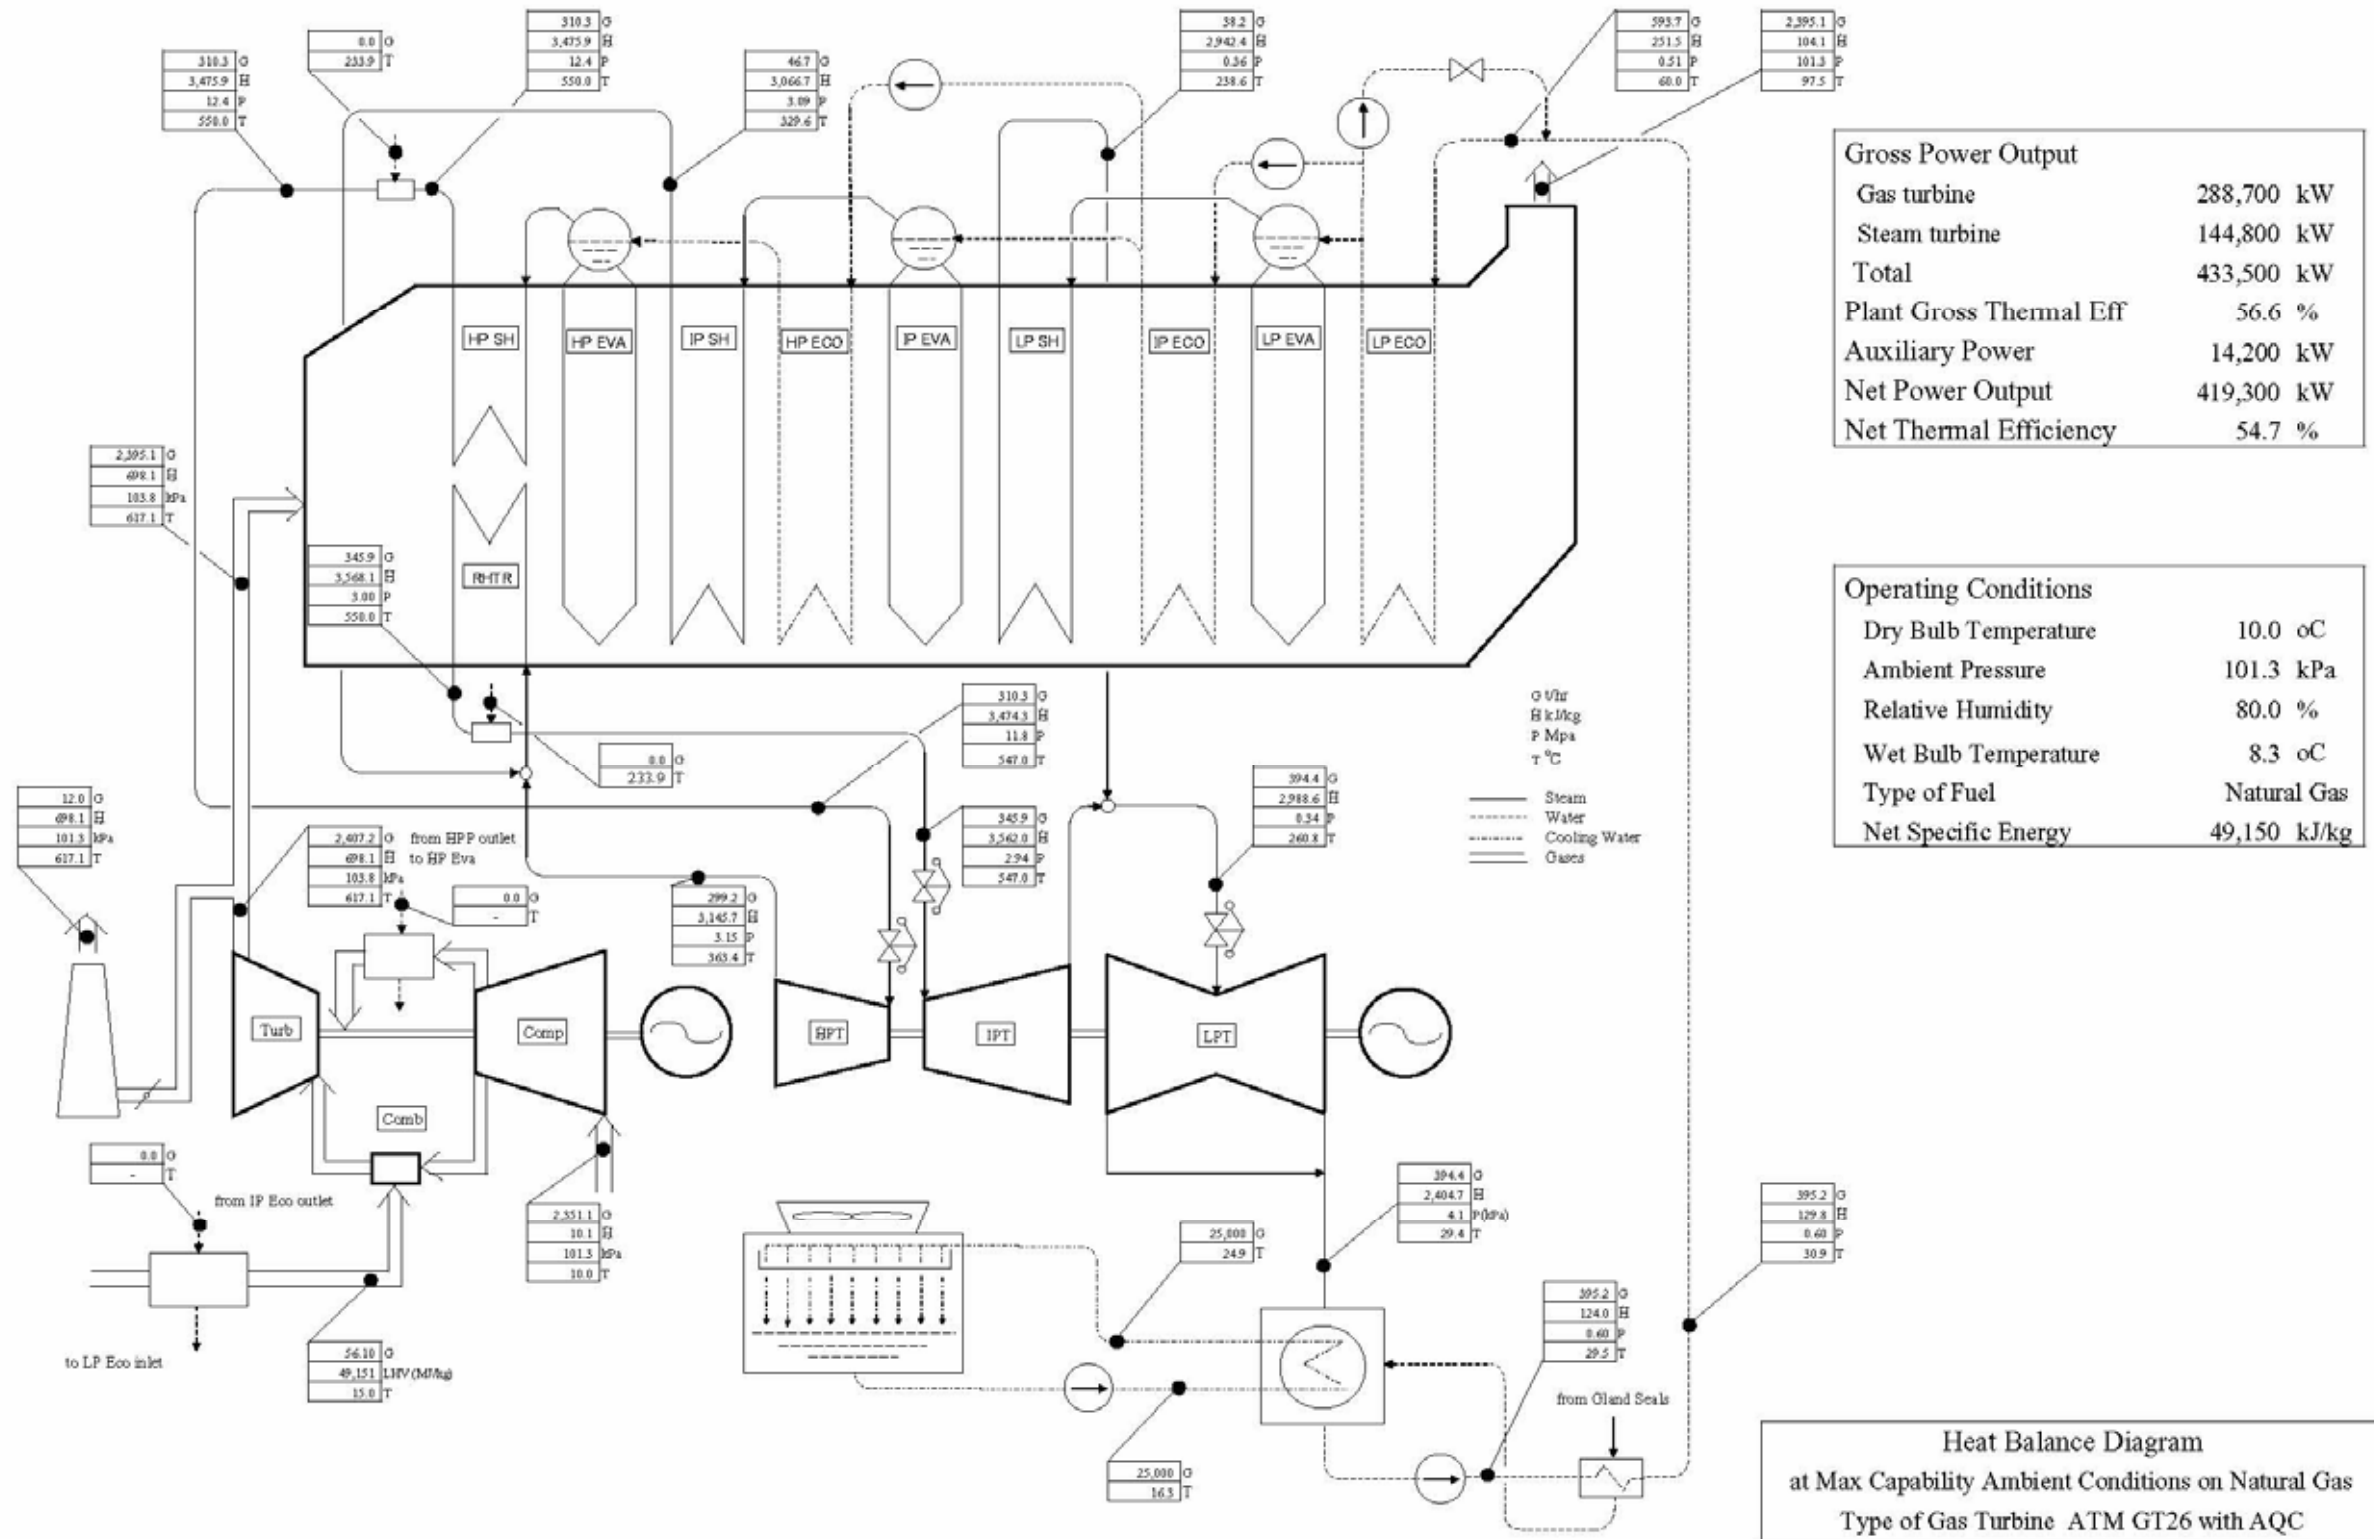 310.3 G
3,475.9 H
12.4 P
550.0 T
0.0 G
233.9 T
310.3 G
3,475.9 H
12.4 P
550.0 T
46.7 G
3,066.7 H
3.09 P
329.6 T
38.2 G
2,942.4 H
0.36 P
238.6 T
593.7 G
251.5 H
0.51 P
60.0 T
2,395.1 G
104.1 H
101.3 P
97.5 T
Gross Power Output
Gas turbine 288,700 kW
Steam turbine 144,800 kW
Total 433,500 kW
Plant Gross Thermal Eff 56.6 %
Auxiliary Power 14,200 kW
Net Power Output 419,300 kW
Net Thermal Efficiency 54.7 %
HP SH
HP EVA
IP SH
HP ECO
IP EVA
LP SH
IP ECO
LP EVA
LP ECO
2,395.1 G
698.1 H
103.8 kPa
617.1 T
345.9 G
3,568.1 H
3.00 P
550.0 T
RHTR
Operating Conditions
Dry Bulb Temperature 10.0 oC
Ambient Pressure 101.3 kPa
Relative Humidity 80.0 %
Wet Bulb Temperature 8.3 oC
Type of Fuel Natural Gas
Net Specific Energy 49,150 kJ/kg
310.3 G
3,474.3 H
11.8 P
547.0 T
G t/hr
H kJ/kg
P Mpa
T °C
Steam
Water
Cooling Water
Gases
0.0 G
233.9 T
394.4 G
2,988.6 H
0.34 P
260.8 T
12.0 G
698.1 H
101.3 kPa
617.1 T
345.9 G
3,562.0 H
2.94 P
547.0 T
2,407.2 G
698.1 H
103.8 kPa
617.1 T
from HPP outlet
to HP Eva
0.0 G
- T
299.2 G
3,145.7 H
3.15 P
363.4 T
Turb
Comp
HPT
IPT
LPT
Comb
0.0 G
- T
from IP Eco outlet
to LP Eco inlet
2,351.1 G
10.1 H
101.3 kPa
10.0 T
56.10 G
49,151 LHV (MJ/kg)
15.0 T
25,000 G
24.9 T
394.4 G
2,404.7 H
4.1 P(kPa)
29.4 T
395.2 G
129.8 H
0.60 P
30.9 T
395.2 G
124.0 H
0.60 P
29.5 T
from Gland Seals
25,000 G
16.3 T
Heat Balance Diagram
at Max Capability Ambient Conditions on Natural Gas
Type of Gas Turbine ATM GT26 with AQC